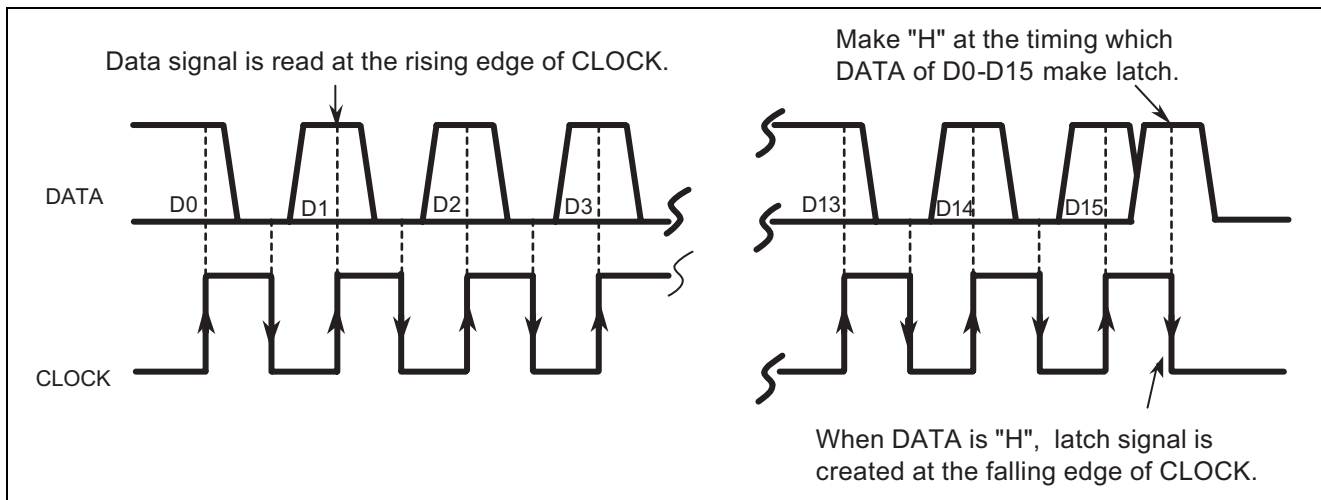 Data signal is read at the rising edge of CLOCK.
Make "H" at the timing which
DATA of D0-D15 make latch.
DATA
D0
D1
D2
D3
D13
D14
D15
CLOCK
When DATA is "H", latch signal is
created at the falling edge of CLOCK.